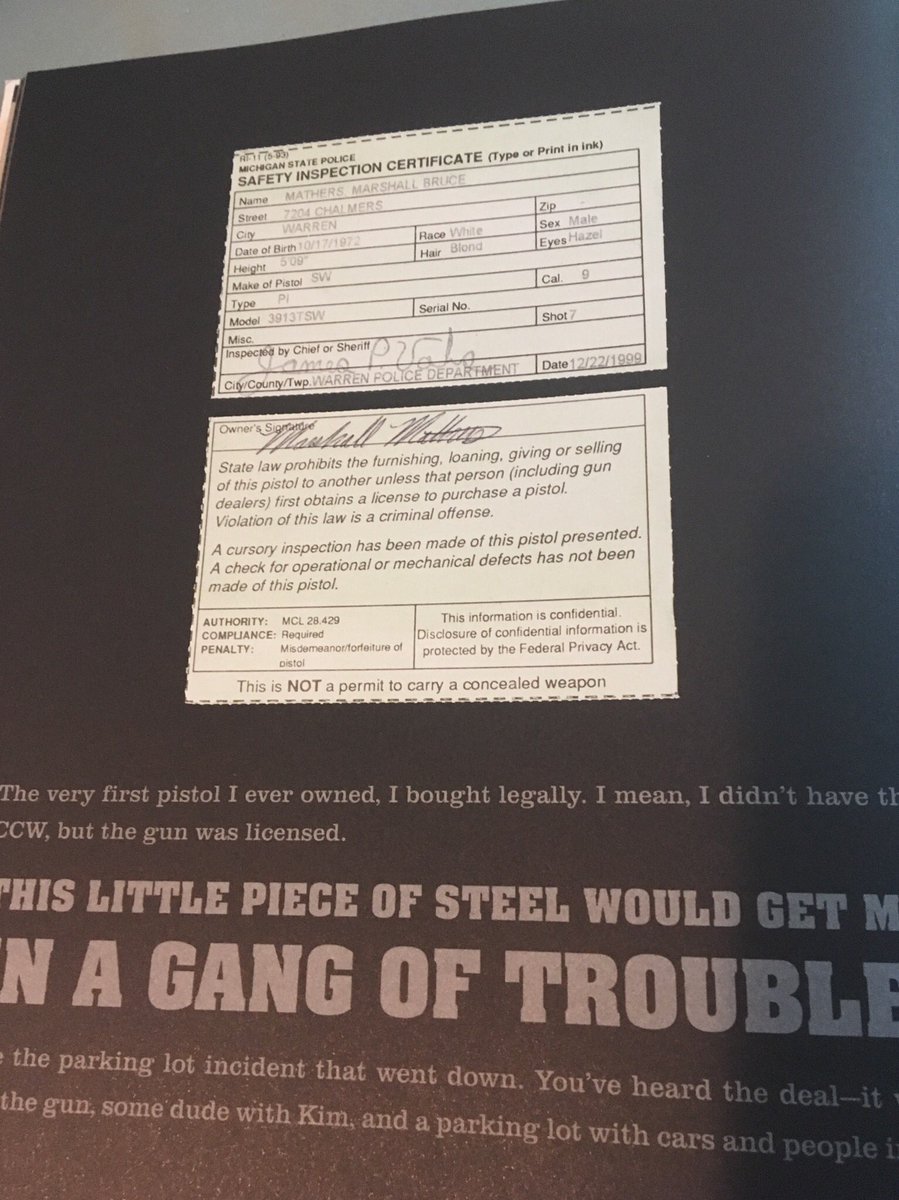 RI-11 (5-93)
MICHIGAN STATE POLICE
SAFETY INSPECTION CERTIFICATE (Type or Print in ink)
Name MATHERS MARSHALL BRUCE
Street 7204 CHALMERS
City WARREN Zip
Date of Birth 10/17/1972 Race White Sex Male
Height 5'09" Hair Blond Eyes Hazel
Make of Pistol SW Cal. 9
Type PI
Model 3913TSW Serial No. Shot 7
Misc.
Inspected by Chief or Sheriff James P
City/County/Twp. WARREN POLICE DEPARTMENT Date 12/22/1999
Owner's Signature Marshall Mathers
State law prohibits the furnishing, loaning, giving or selling
of this pistol to another unless that person (including gun
dealers) first obtains a license to purchase a pistol.
Violation of this law is a criminal offense.
A cursory inspection has been made of this pistol presented.
A check for operational or mechanical defects has not been
made of this pistol.
AUTHORITY: MCL 28.429
COMPLIANCE: Required
PENALTY: Misdemeanor/forfeiture of
pistol
This information is confidential.
Disclosure of confidential information is
protected by the Federal Privacy Act.
This is NOT a permit to carry a concealed weapon
The very first pistol I ever owned, I bought legally. I mean, I didn't have th
CCW, but the gun was licensed.
THIS LITTLE PIECE OF STEEL WOULD GET M
IN A GANG OF TROUBLE
the parking lot incident that went down. You've heard the deal—it
the gun, some dude with Kim, and a parking lot with cars and people i